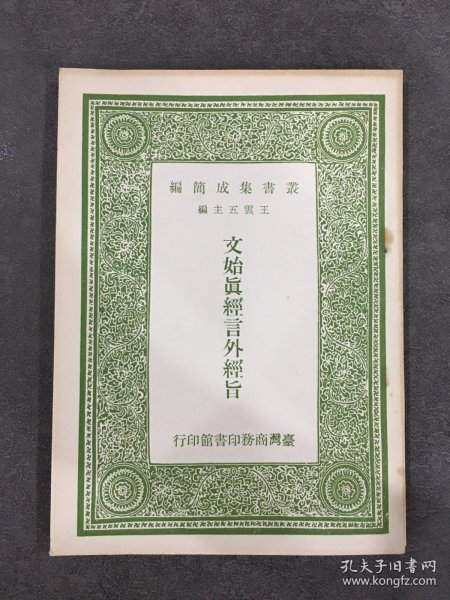 叢書集成簡編
王雲五主編
文始眞經言外經旨
臺灣商務印書館印行
孔夫子旧书网
www.kongfz.com